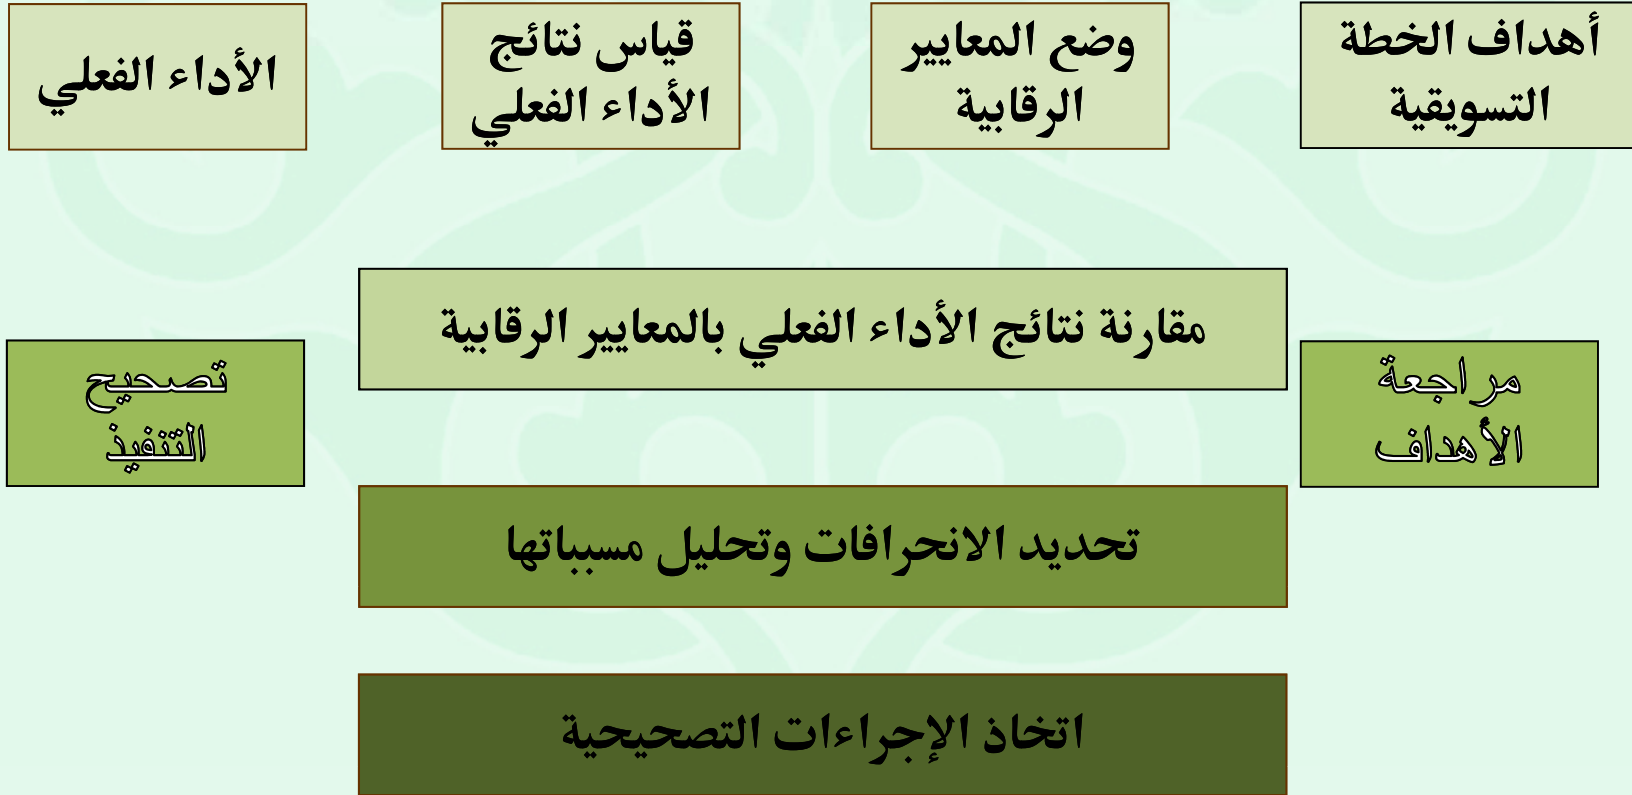 أهداف الخطة
التسويقية
وضع المعايير
الرقابية
قياس نتائج
الأداء الفعلي
الأداء الفعلي
مقارنة نتائج الأداء الفعلي بالمعايير الرقابية
مراجعة
الأهداف
تصحيح
التنفيذ
تحديد الانحرافات وتحليل مسبباتها
اتخاذ الإجراءات التصحيحية